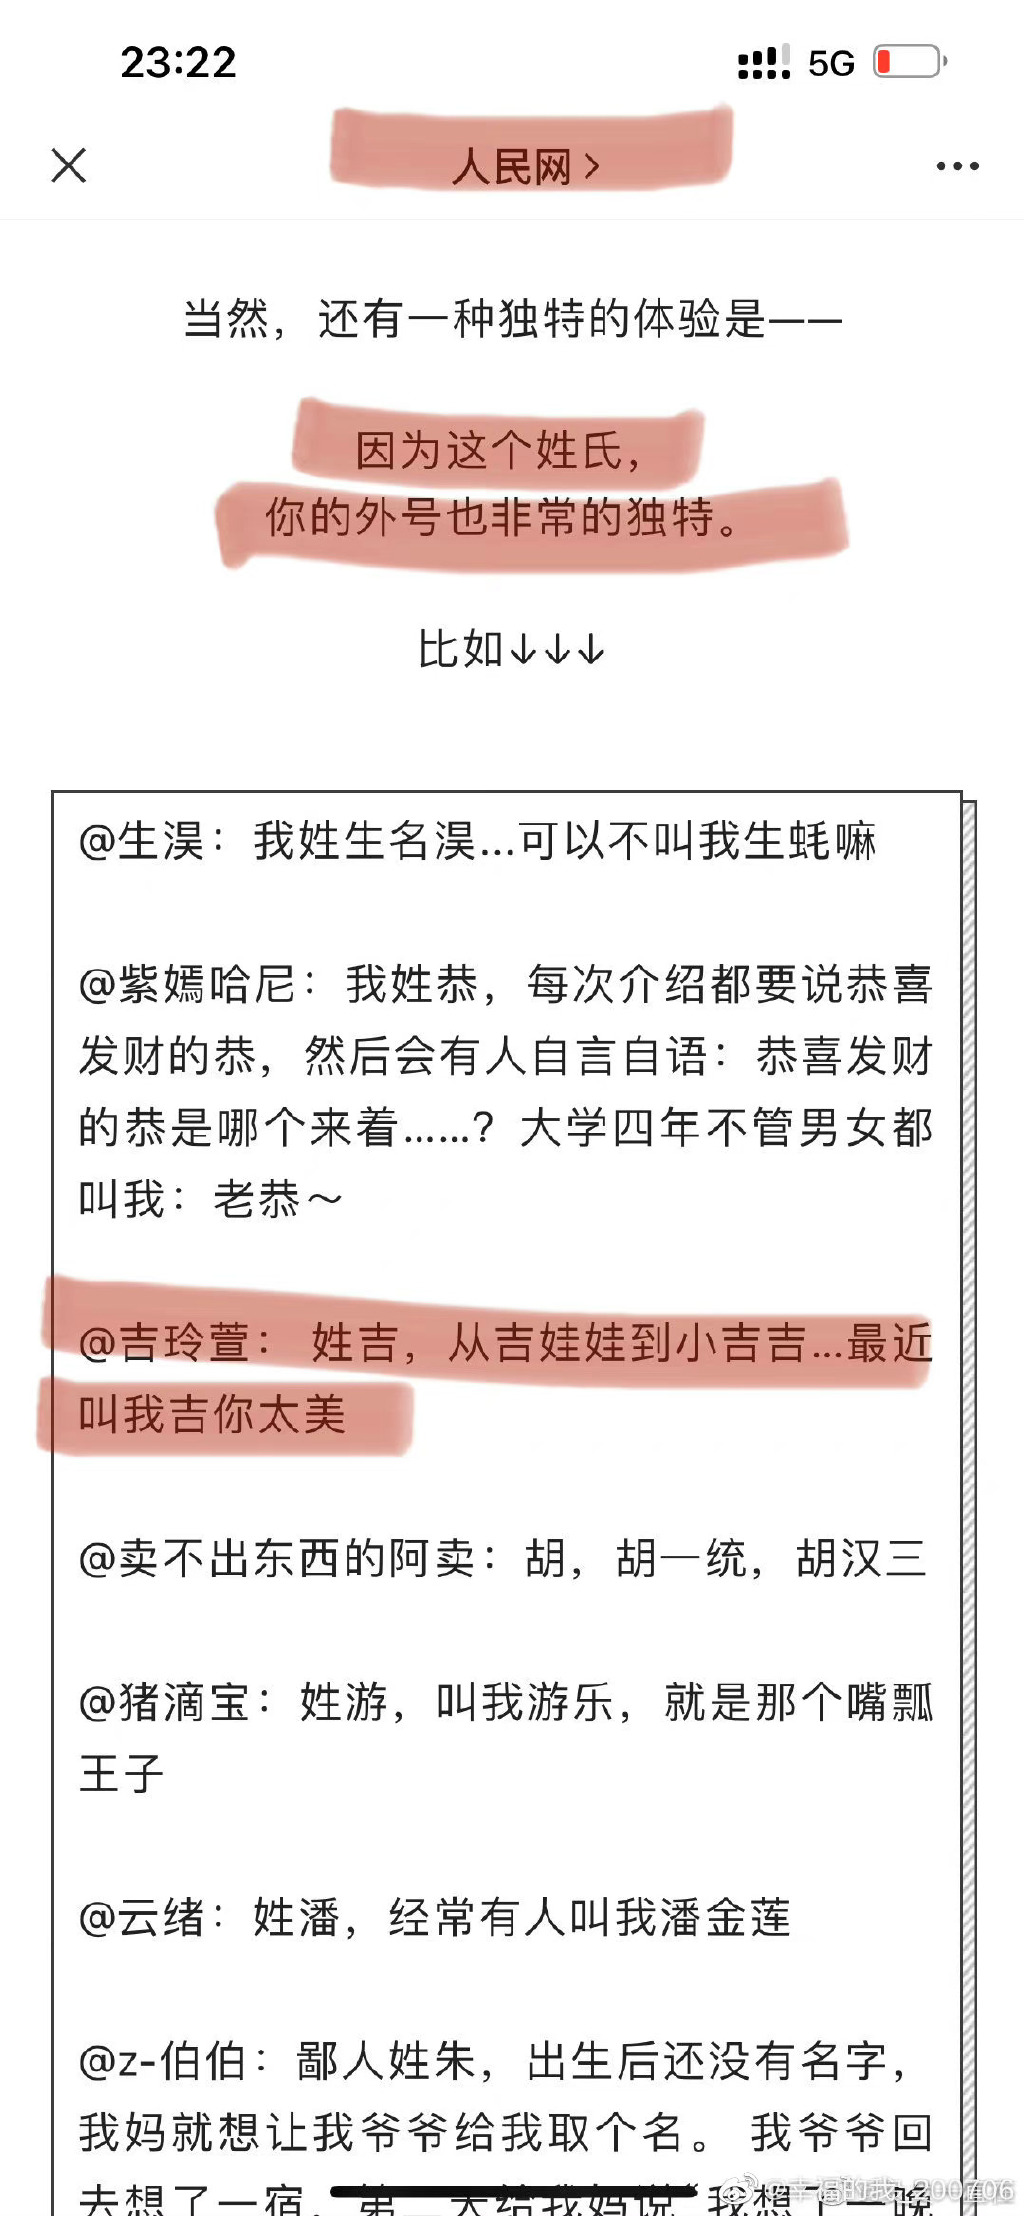 23:22
5G
人民网 >
当然，还有一种独特的体验是——
因为这个姓氏，
你的外号也非常的独特。
比如↓↓↓
@生淏：我姓生名淏...可以不叫我生蚝嘛
@紫嫣哈尼：我姓恭，每次介绍都要说恭喜
发财的恭，然后会有人自言自语：恭喜发财
的恭是哪个来着......？大学四年不管男女都
叫我：老恭～
@吉玲萱： 姓吉，从吉娃娃到小吉吉...最近
叫我吉你太美
@卖不出东西的阿卖：胡，胡一统，胡汉三
@猪滴宝：姓游，叫我游乐，就是那个嘴瓢
王子
@云绪：姓潘，经常有人叫我潘金莲
@z-伯伯：鄙人姓朱，出生后还没有名字，
我妈就想让我爷爷给我取个名。 我爷爷回
去想了一宿，第二天给我妈说“我想了一晚
@幸福的我